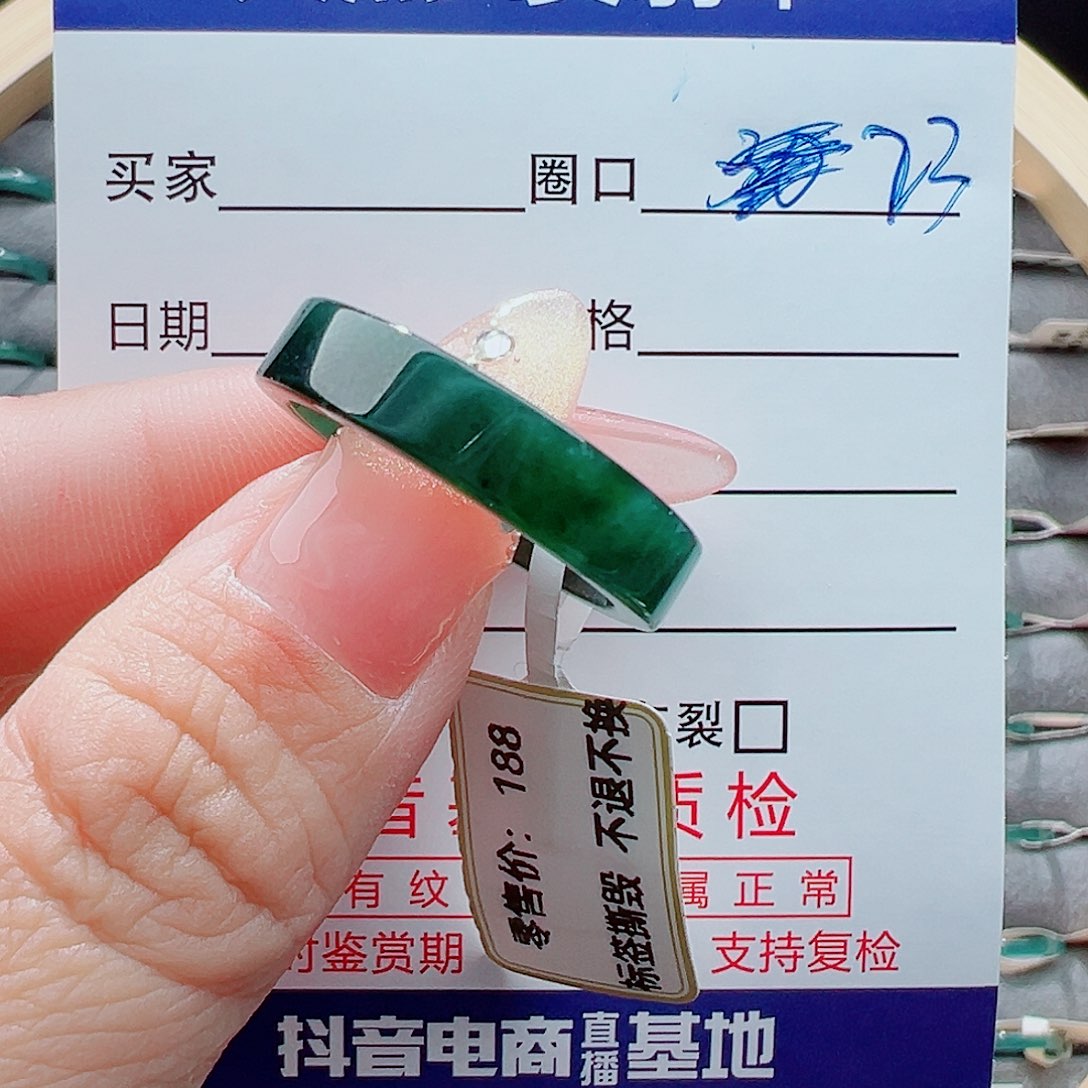 买家 圈口 23
日期 格
裂
质检
有纹 属正常
时鉴赏期 支持复检
抖音电商直播基地
零售价：188
标签撕毁 不退不换